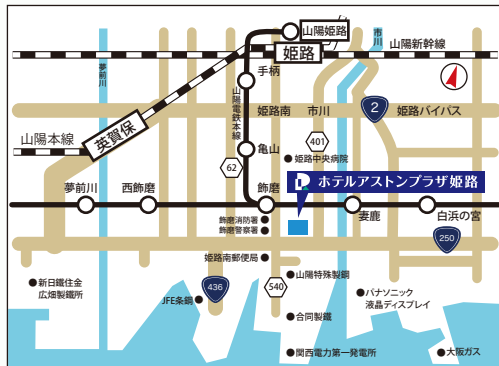 山陽姫路
姫路
山陽新幹線
市川
夢前川
手柄
山陽電鉄本線
姫路南
市川
2
姫路バイパス
山陽本線
英賀保
401
亀山
姫路中央病院
62
ホテルアストンプラザ姫路
夢前川
西飾磨
飾磨
妻鹿
白浜の宮
飾磨消防署
飾磨警察署
250
姫路南郵便局
新日鐵住金
広畑製鐵所
436
JFE条鋼
540
山陽特殊製鋼
パナソニック
液晶ディスプレイ
合同製鐵
関西電力第一発電所
大阪ガス